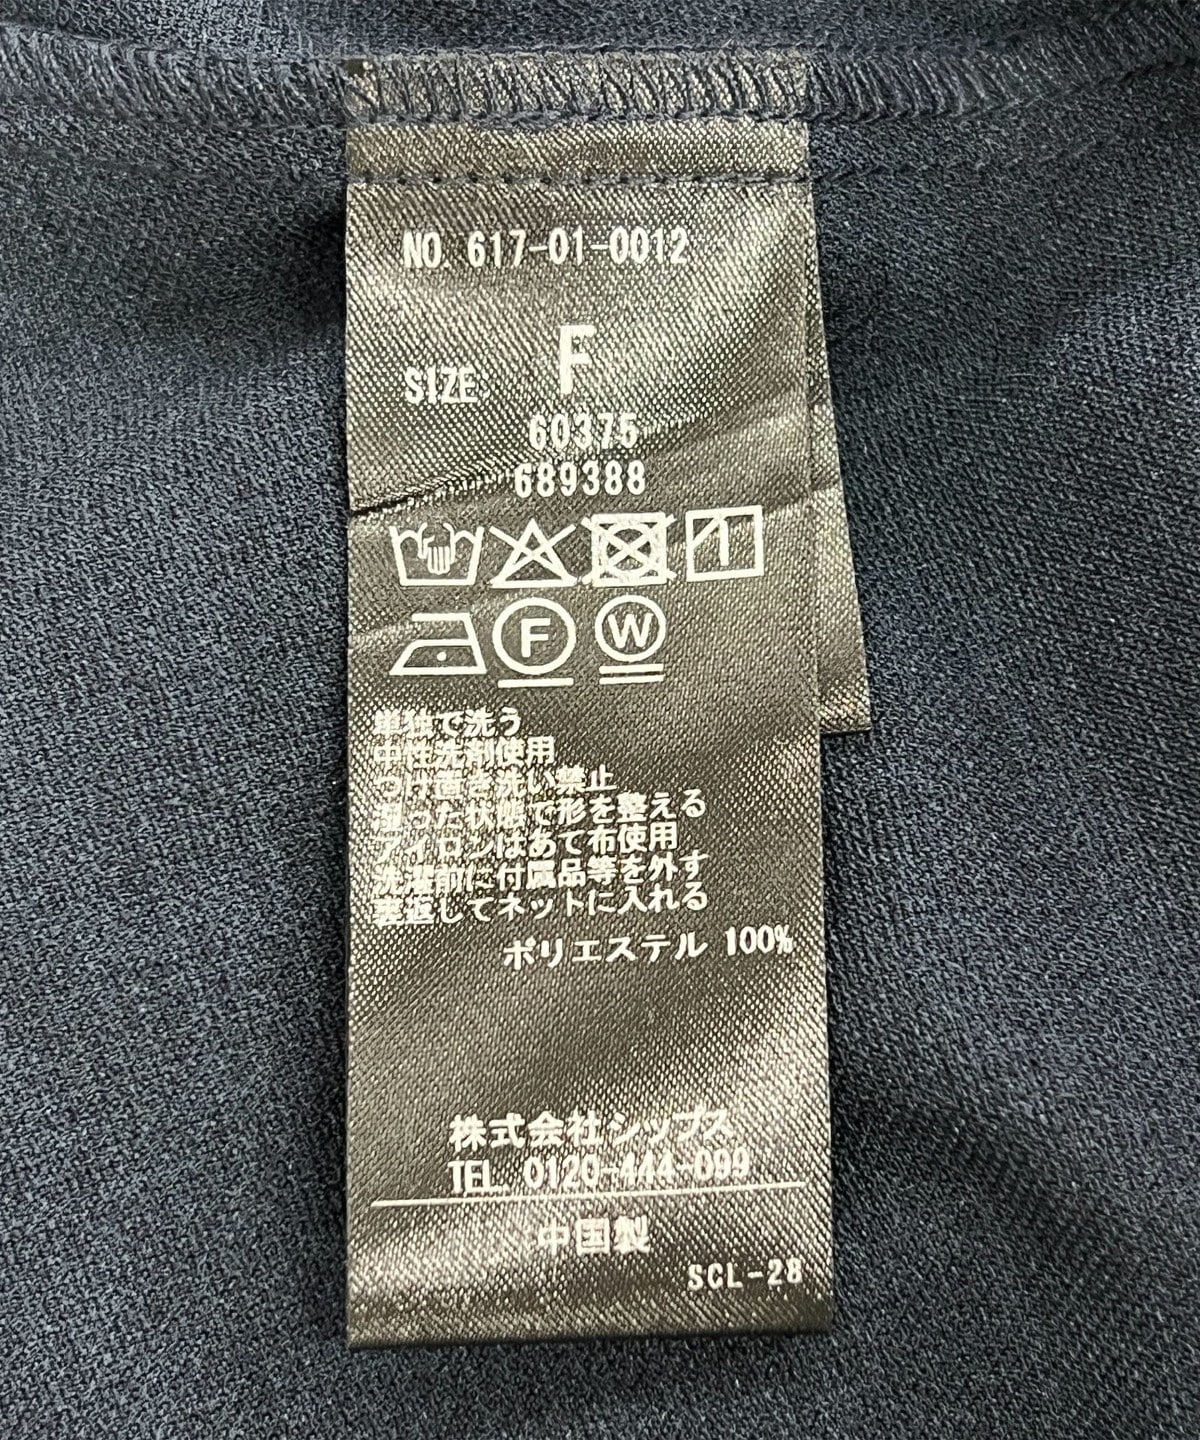 NO. 617-01-0012
SIZE F
60375
689388
F W
単独で洗う
中性洗剤使用
つけ置き洗い禁止
湿った状態で形を整える
アイロンはあて布使用
洗濯前に付属品等を外す
裏返してネットに入れる
ポリエステル 100%
株式会社シップス
TEL. 0120-444-099
中国製
SCL-28